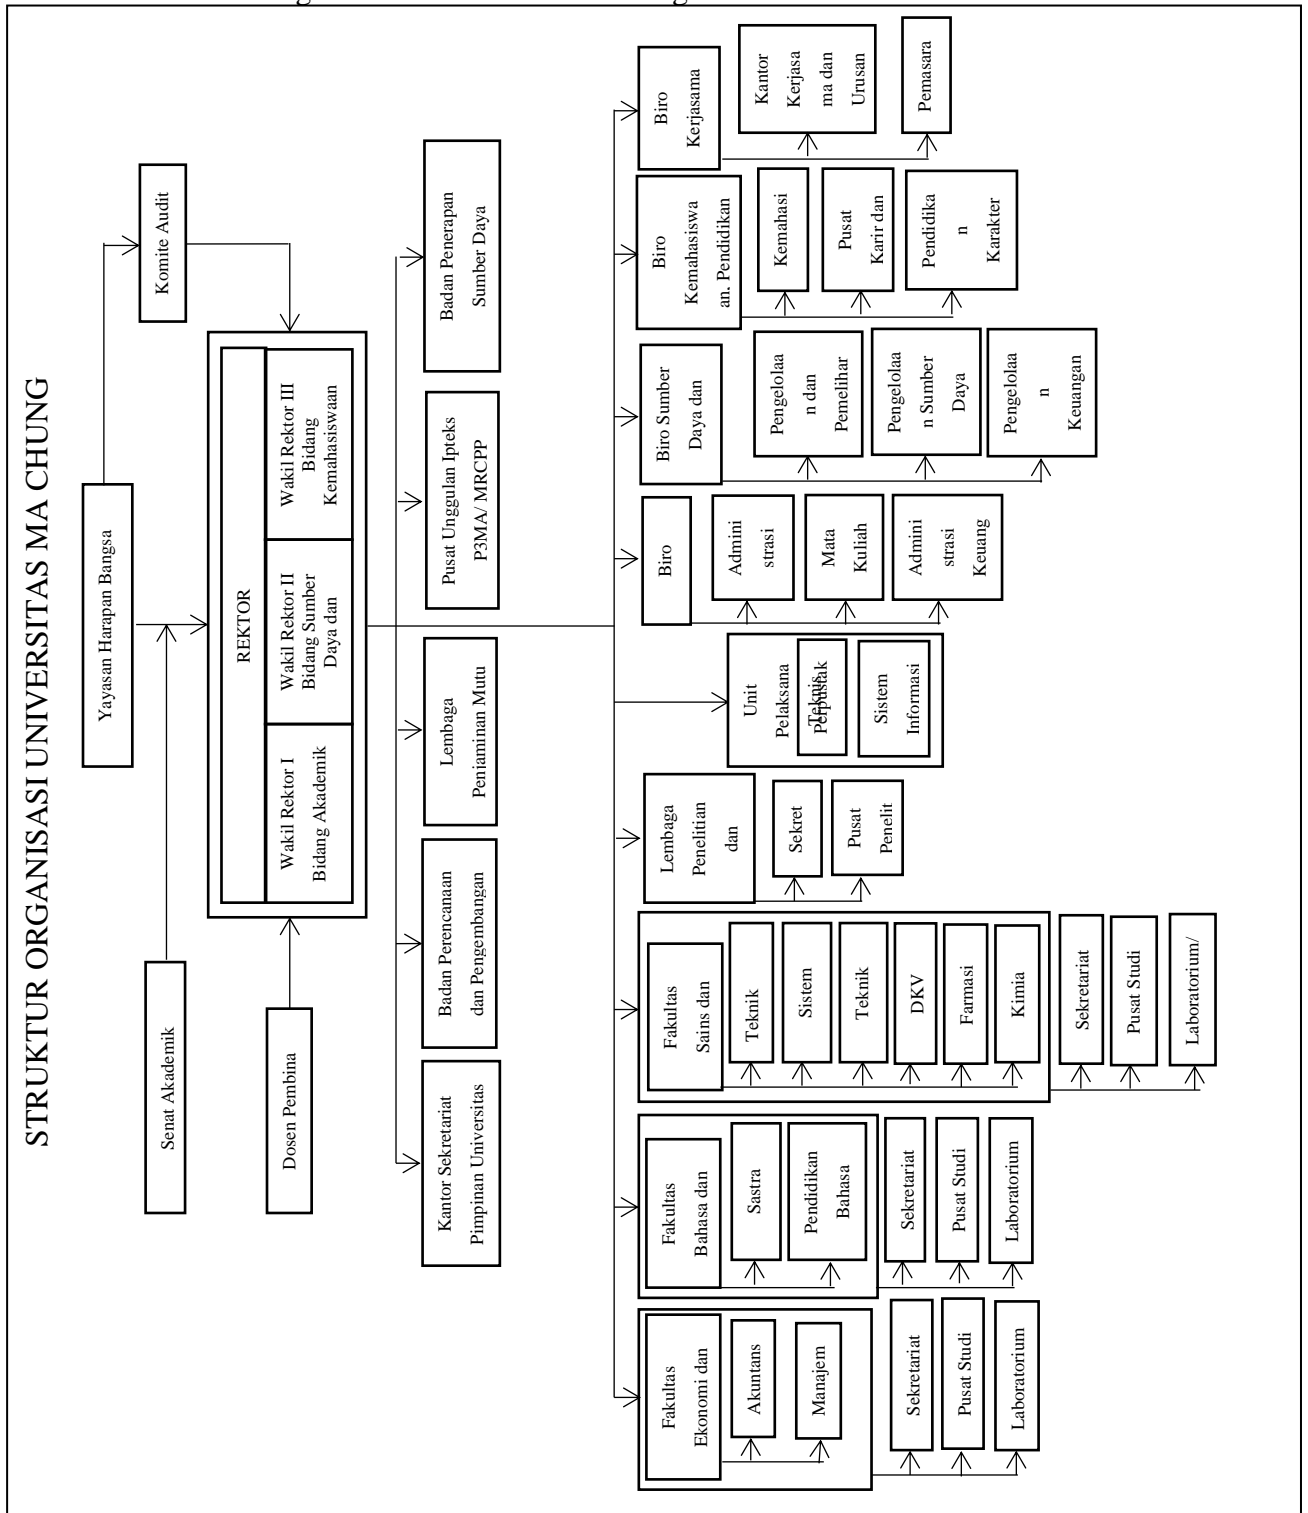 STRUKTUR ORGANISASI UNIVERSITAS MA CHUNG
Yayasan Harapan Bangsa
Komite Audit
Senat Akademik
REKTOR
Wakil Rektor I
Bidang Akademik
Wakil Rektor II
Bidang Sumber
Daya dan
Wakil Rektor III
Bidang
Kemahasiswaan
Dosen Pembina
Kantor Sekretariat
Pimpinan Universitas
Badan Perencanaan
dan Pengembangan
Lembaga
Peniaminan Mutu
Pusat Unggulan Ipteks
P3MA/ MRCPP
Badan Penerapan
Sumber Daya
Fakultas
Ekonomi dan
Akuntans
Manajem
Sekretariat
Pusat Studi
Laboratorium
Fakultas
Bahasa dan
Sastra
Pendidikan
Bahasa
Sekretariat
Pusat Studi
Laboratorium
Fakultas
Sains dan
Teknik
Sistem
Teknik
DKV
Farmasi
Kimia
Sekretariat
Pusat Studi
Laboratorium/
Lembaga
Penelitian
dan
Sekret
Pusat
Penelit
Unit
Pelaksana
Teknis
Perpustak
Sistem
Informasi
Biro
Admini
strasi
Mata
Kuliah
Admini
strasi
Keuang
Biro Sumber
Daya dan
Pengelolaa
n dan
Pemelihar
Pengelolaa
n Sumber
Daya
Pengelolaa
n
Keuangan
Biro
Kemahasiswa
an. Pendidikan
Kemahasi
Pusat
Karir dan
Pendidika
n
Karakter
Biro
Kerjasama
Kantor
Kerjasa
ma dan
Urusan
Pemasara